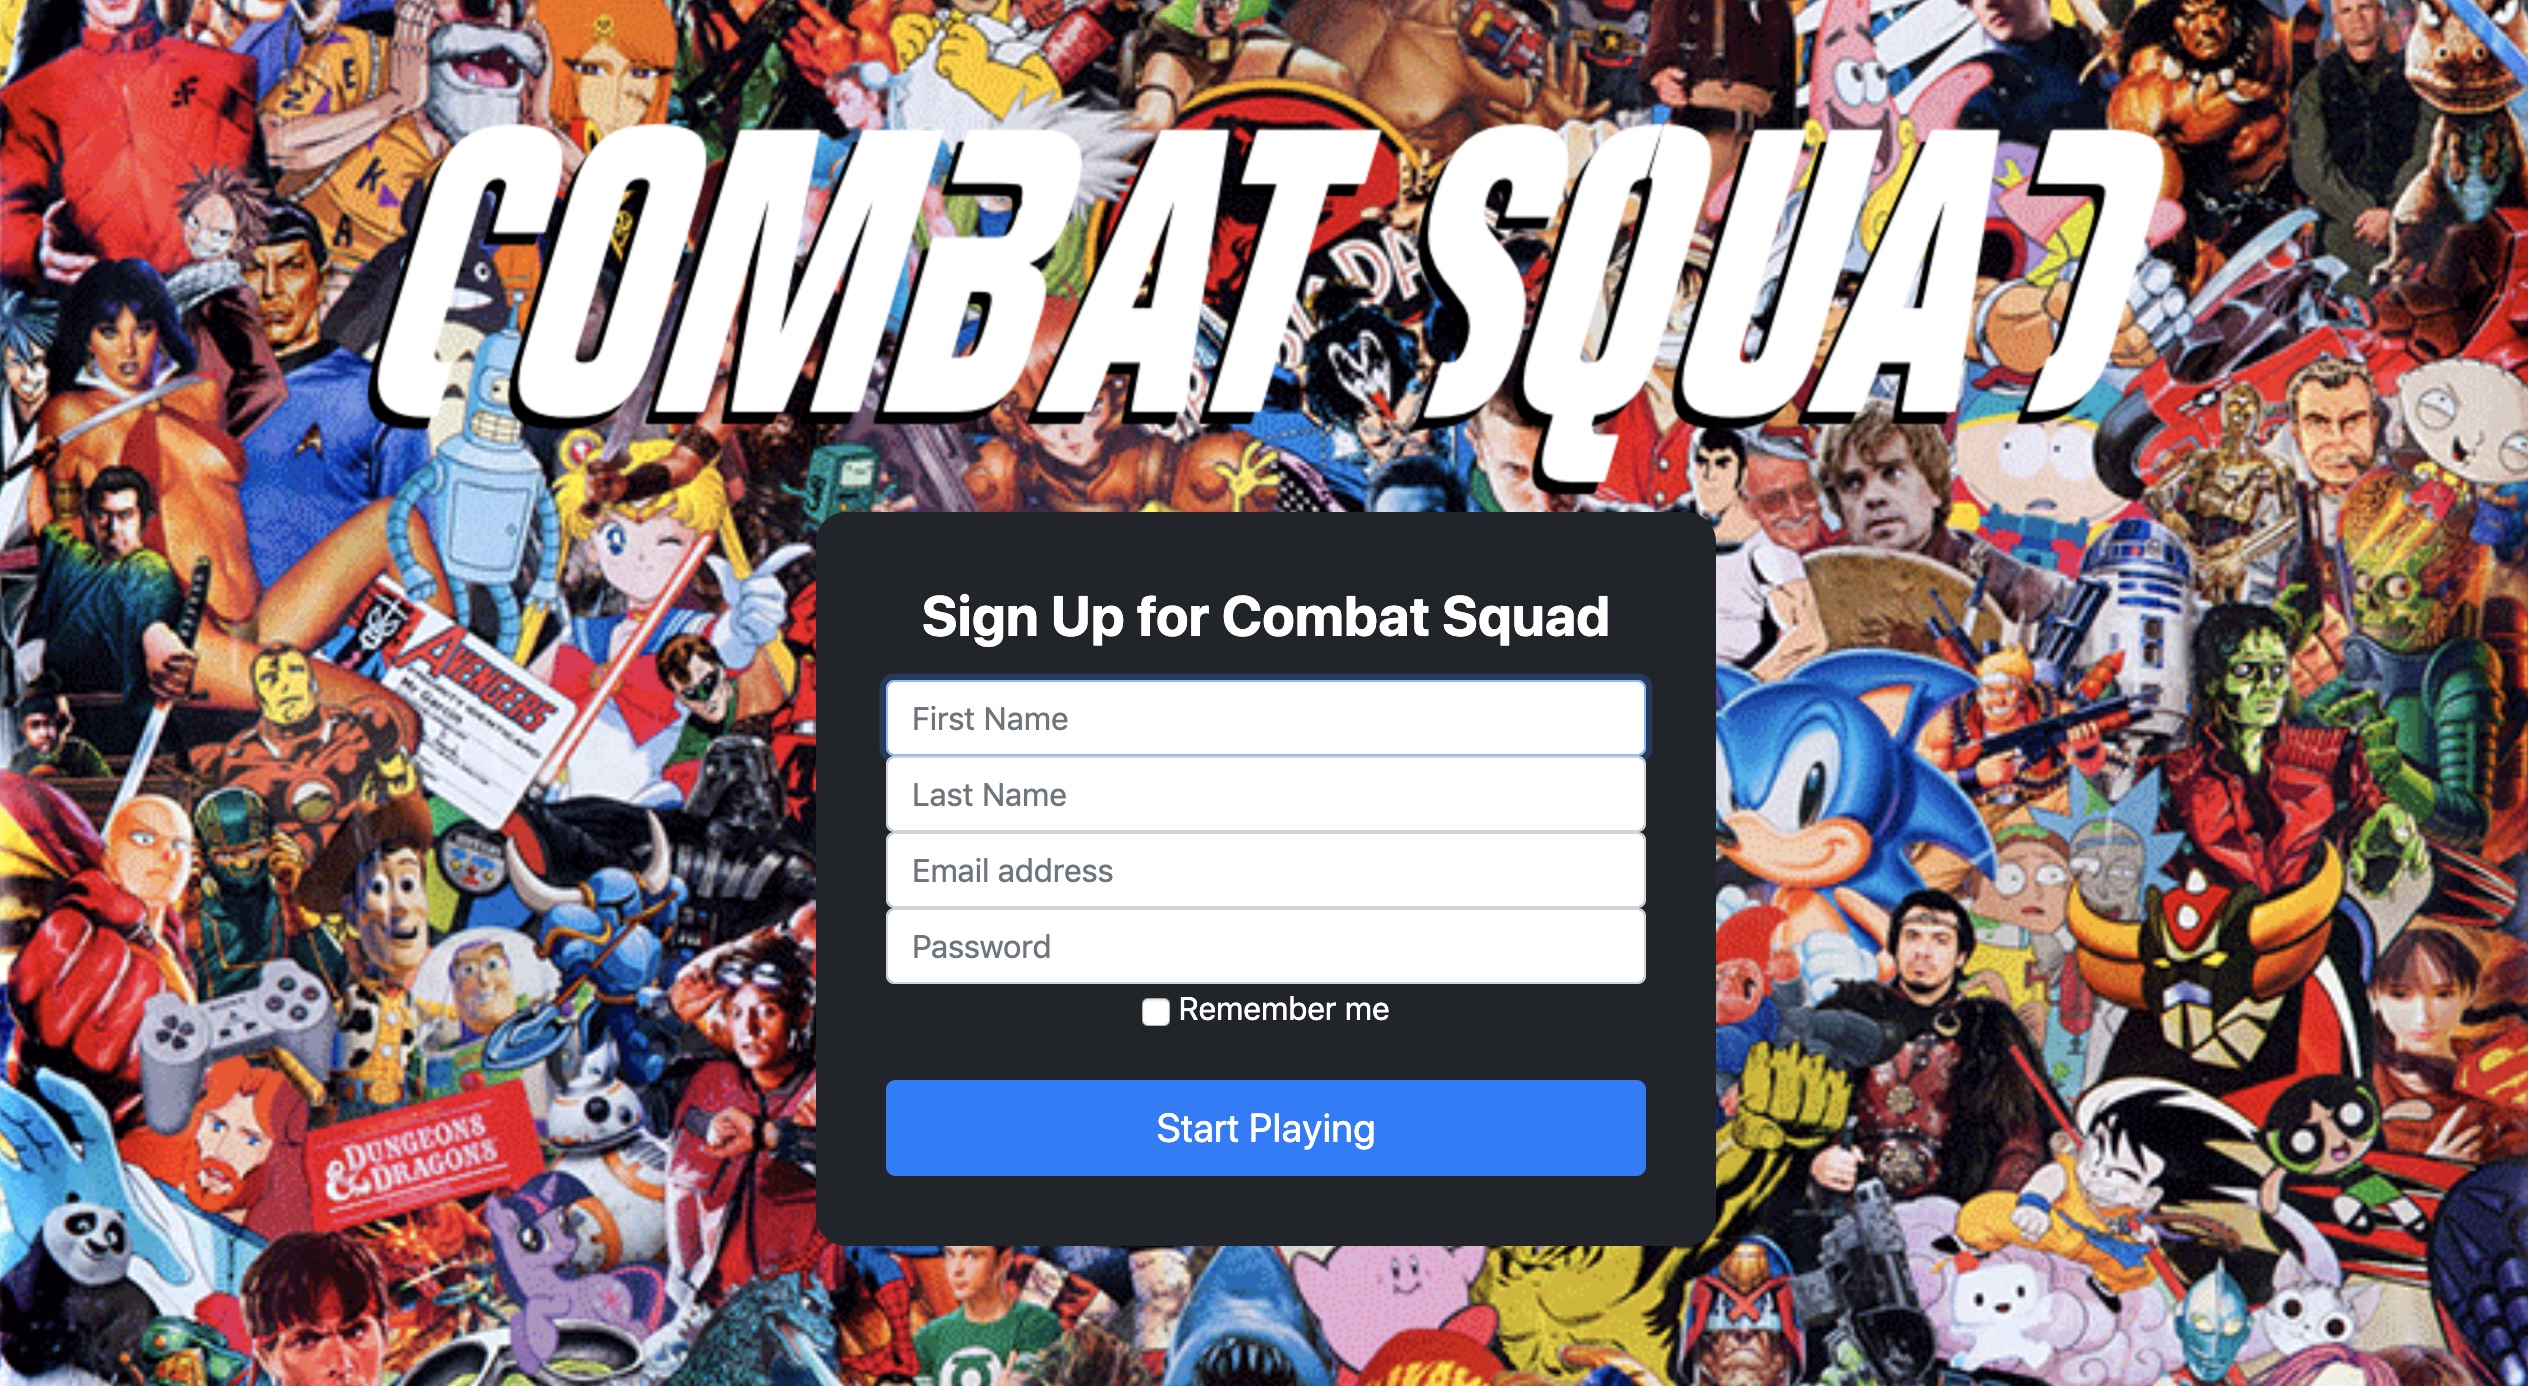 COMBAT SQUAD
Sign Up for Combat Squad
First Name
Last Name
Email address
Password
Remember me
Start Playing
AVENGERS
DUNGEONS
& DRAGONS